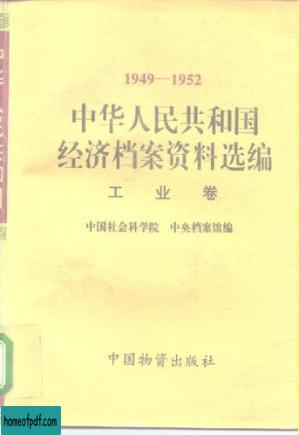 1949—1952
中华人民共和国
经济档案资料选编
工业卷
中国社会科学院 中央档案馆编
中国物资出版社
homeofpdf.com